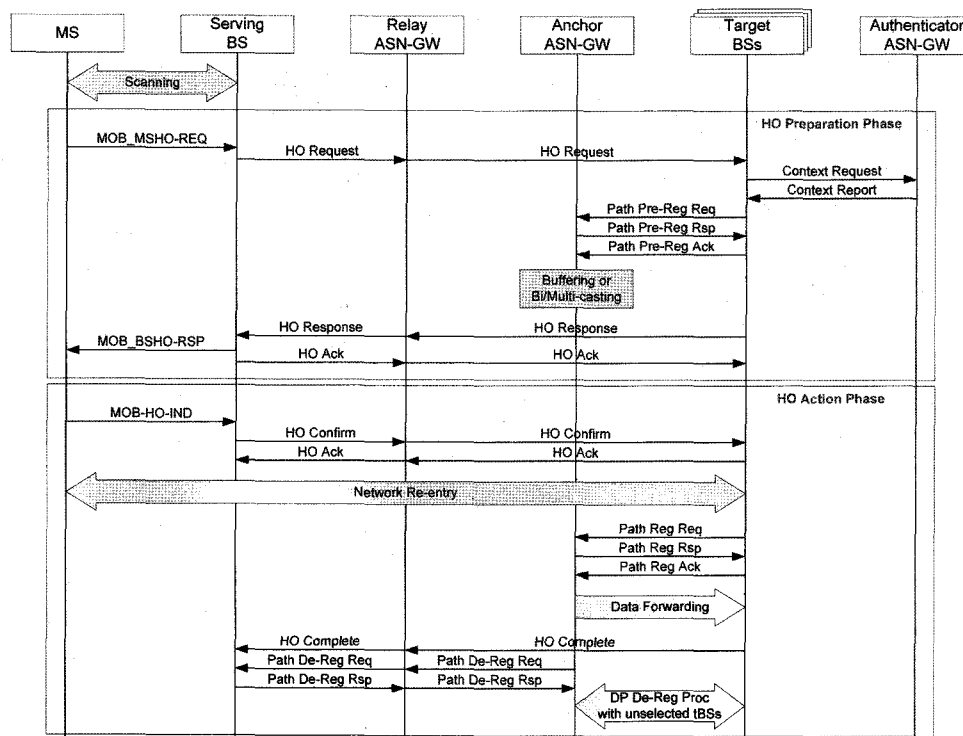 MS
Serving
BS
Relay
ASN-GW
Anchor
ASN-GW
Target
BSs
Authenticator
ASN-GW
Scanning
HO Preparation Phase
MOB_MSHO-REQ
HO Request
HO Request
Context Request
Context Report
Path Pre-Reg Req
Path Pre-Reg Rsp
Path Pre-Reg Ack
Buffering or
Bi/Multi-casting
HO Response
HO Response
MOB_BSHO-RSP
HO Ack
HO Ack
HO Action Phase
MOB-HO-IND
HO Confirm
HO Confirm
HO Ack
HO Ack
Network Re-entry
Path Reg Req
Path Reg Rsp
Path Reg Ack
Data Forwarding
HO Complete
HO Complete
Path De-Reg Req
Path De-Reg Req
Path De-Reg Rsp
Path De-Reg Rsp
DP De-Reg Proc
with unselected tBSs